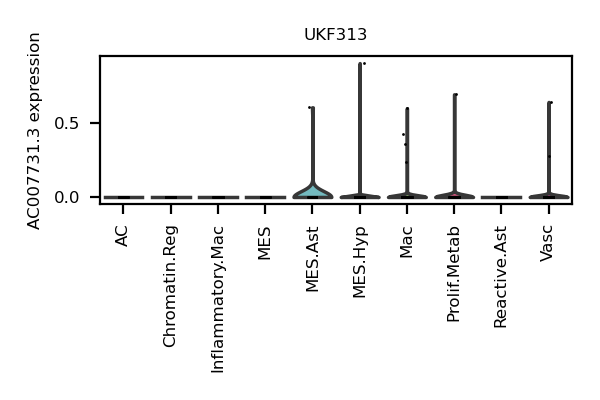 UKF313
AC007731.3 expression
0.5
0.0
AC
Chromatin.Reg
Inflammatory.Mac
MES
MES.Ast
MES.Hyp
Mac
Prolif.Metab
Reactive.Ast
Vasc